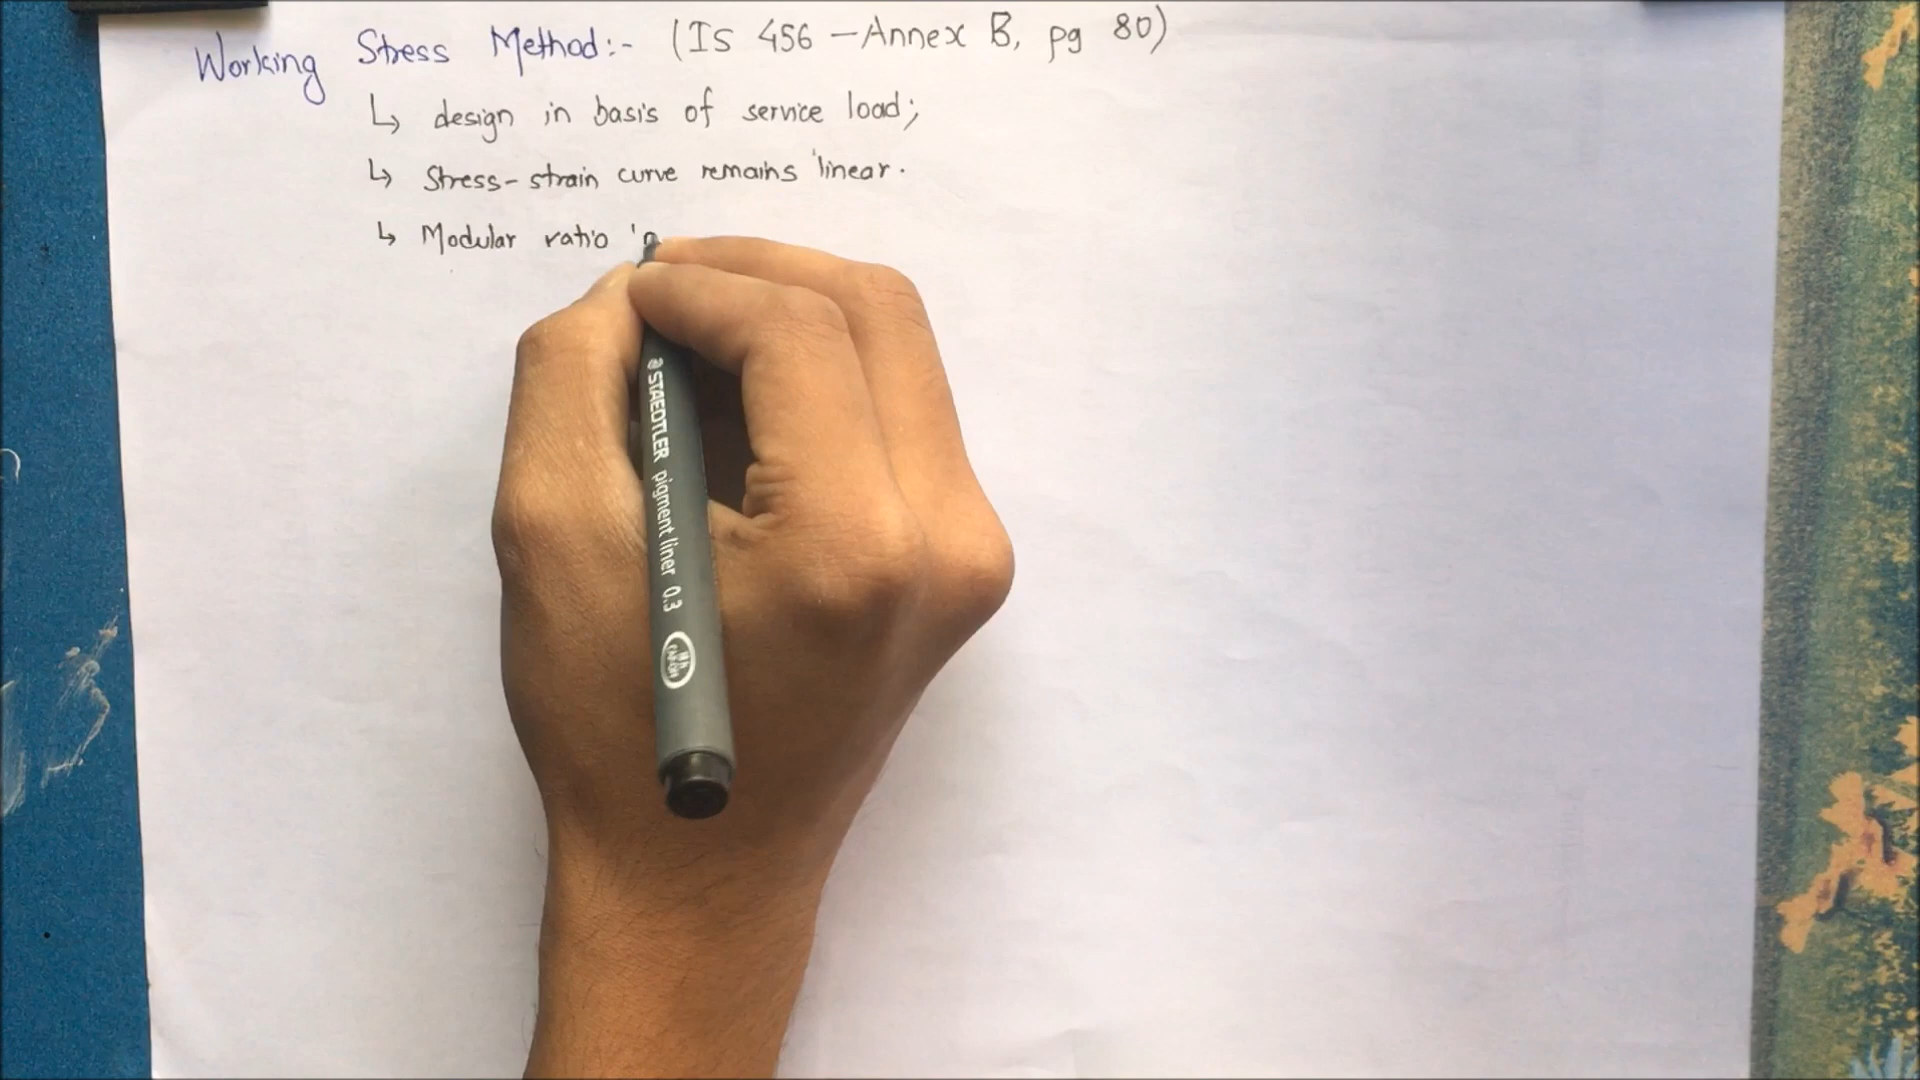 Working Stress Method:- (IS 456 - Annex B, pg 80)
↳ design in basis of service load;
↳ Stress-strain curve remains 'linear.
↳ Modular ratio '
STAEDTLER pigment liner 0.3